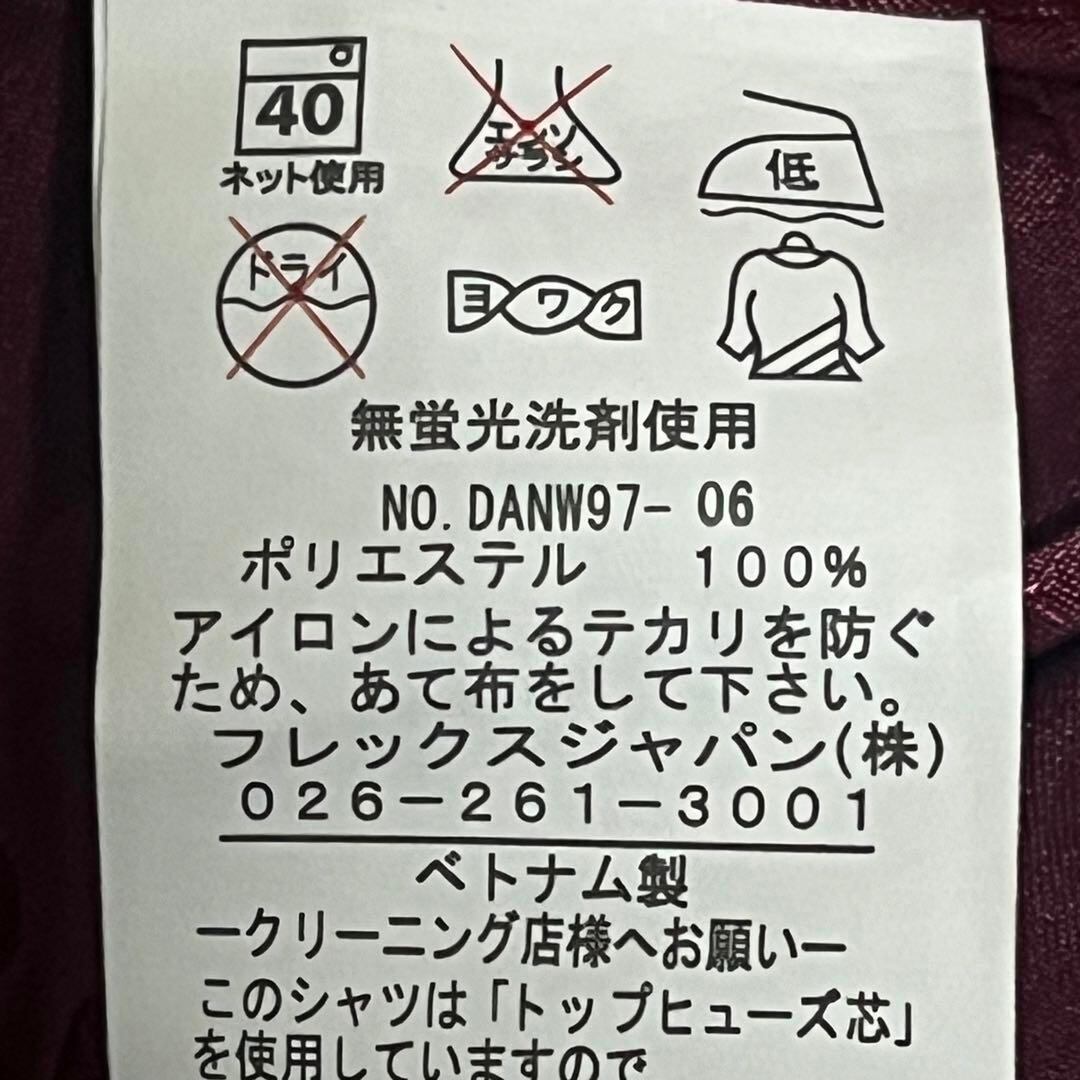 40
ネット使用
エンソ
サラシ
低
ドライ
ヨワク
無蛍光洗剤使用
NO.DANW97- 06
ポリエステル 100%
アイロンによるテカリを防ぐ
ため、あて布をして下さい。
フレックスジャパン(株)
026-261-3001
ベトナム製
ークリーニング店様へお願いー
このシャツは「トップヒューズ芯」
を使用していますので